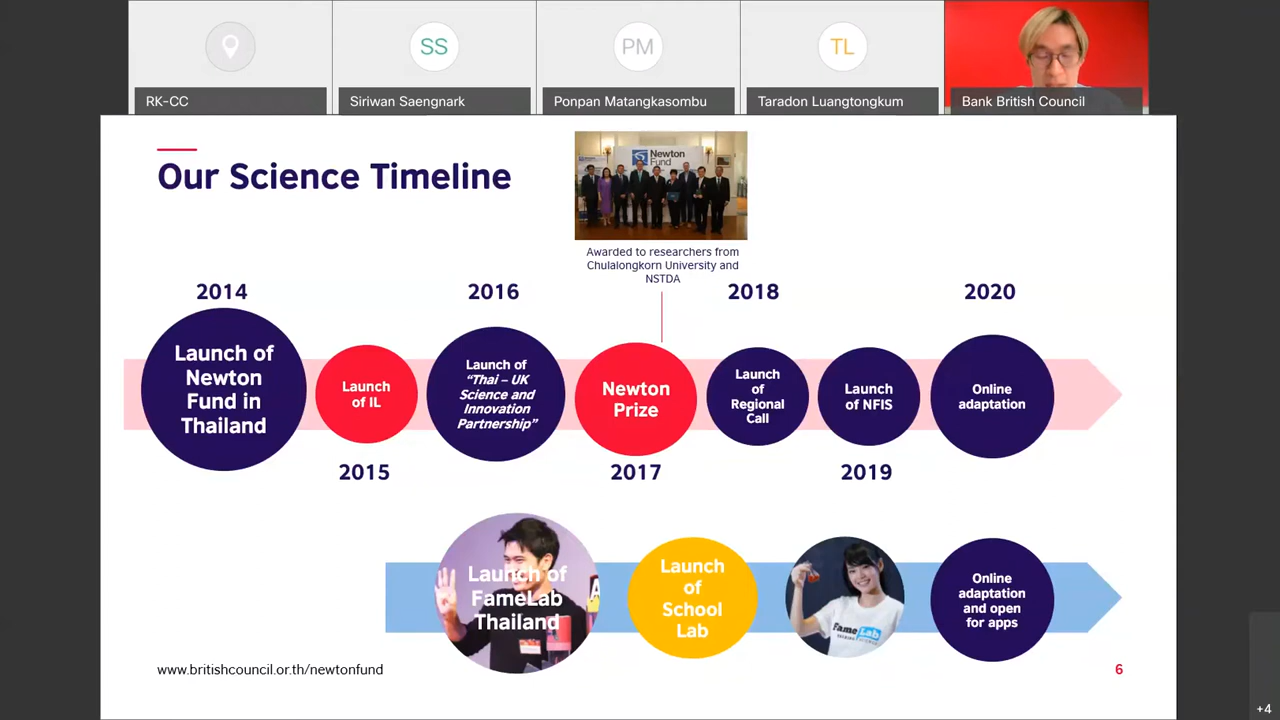 SS
PM
TL
RK-CC
Siriwan Saengnark
Ponpan Matangkasombu
Taradon Luangtongkum
Bank British Council
Our Science Timeline
Newton
Fund
Awarded to researchers from
Chulalongkorn University and
NSTDA
2014
2016
2018
2020
Launch of
Newton
Fund in
Thailand
Launch
of IL
Launch of
“Thai – UK
Science and
Innovation
Partnership”
Newton
Prize
Launch
of
Regional
Call
Launch
of NFIS
Online
adaptation
2015
2017
2019
Launch of
FameLab
Thailand
Launch
of
School
Lab
FameLab
Online
adaptation
and open
for apps
www.britishcouncil.or.th/newtonfund
6
+4